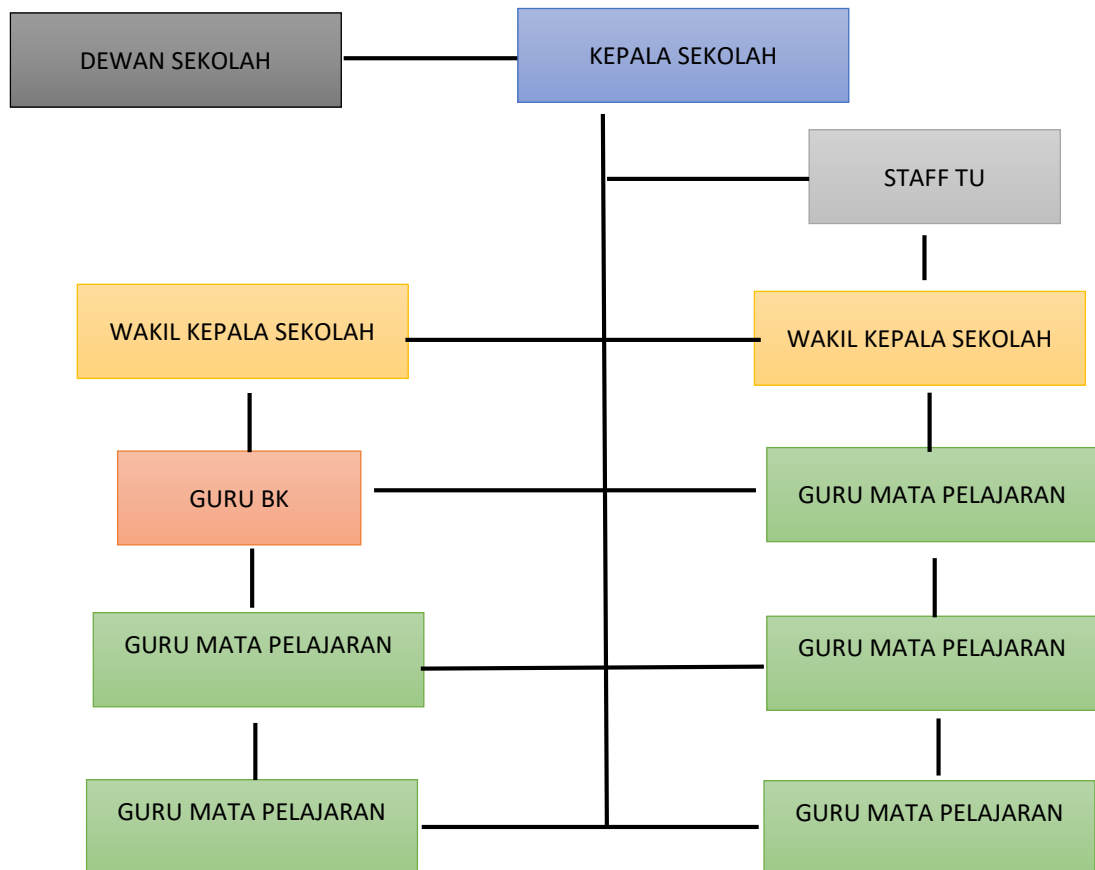 DEWAN SEKOLAH
KEPALA SEKOLAH
STAFF TU
WAKIL KEPALA SEKOLAH
WAKIL KEPALA SEKOLAH
GURU BK
GURU MATA PELAJARAN
GURU MATA PELAJARAN
GURU MATA PELAJARAN
GURU MATA PELAJARAN
GURU MATA PELAJARAN